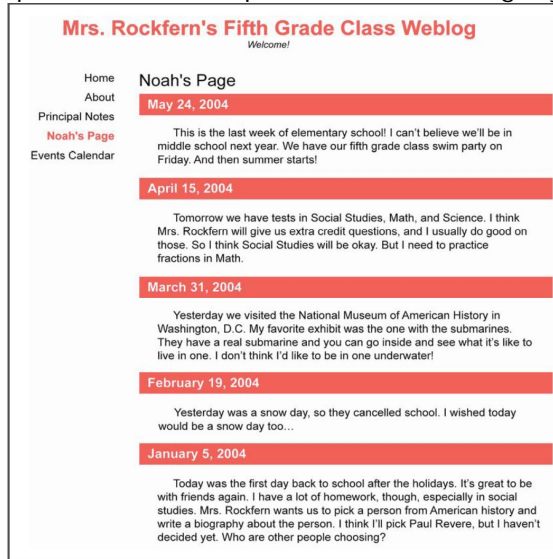 Mrs. Rockfern's Fifth Grade Class Weblog
Welcome!
Home
About
Principal Notes
Noah's Page
Events Calendar
Noah's Page
May 24, 2004
This is the last week of elementary school! I can't believe we'll be in
middle school next year. We have our fifth grade class swim party on
Friday. And then summer starts!
April 15, 2004
Tomorrow we have tests in Social Studies, Math, and Science. I think
Mrs. Rockfern will give us extra credit questions, and I usually do good on
those. So I think Social Studies will be okay. But I need to practice
fractions in Math.
March 31, 2004
Yesterday we visited the National Museum of American History in
Washington, D.C. My favorite exhibit was the one with the submarines.
They have a real submarine and you can go inside and see what it's like to
live in one. I don't think I'd like to be in one underwater!
February 19, 2004
Yesterday was a snow day, so they cancelled school. I wished today
would be a snow day too…
January 5, 2004
Today was the first day back to school after the holidays. It's great to be
with friends again. I have a lot of homework, though, especially in social
studies. Mrs. Rockfern wants us to pick a person from American history and
write a biography about the person. I think I'll pick Paul Revere, but I haven't
decided yet. Who are other people choosing?